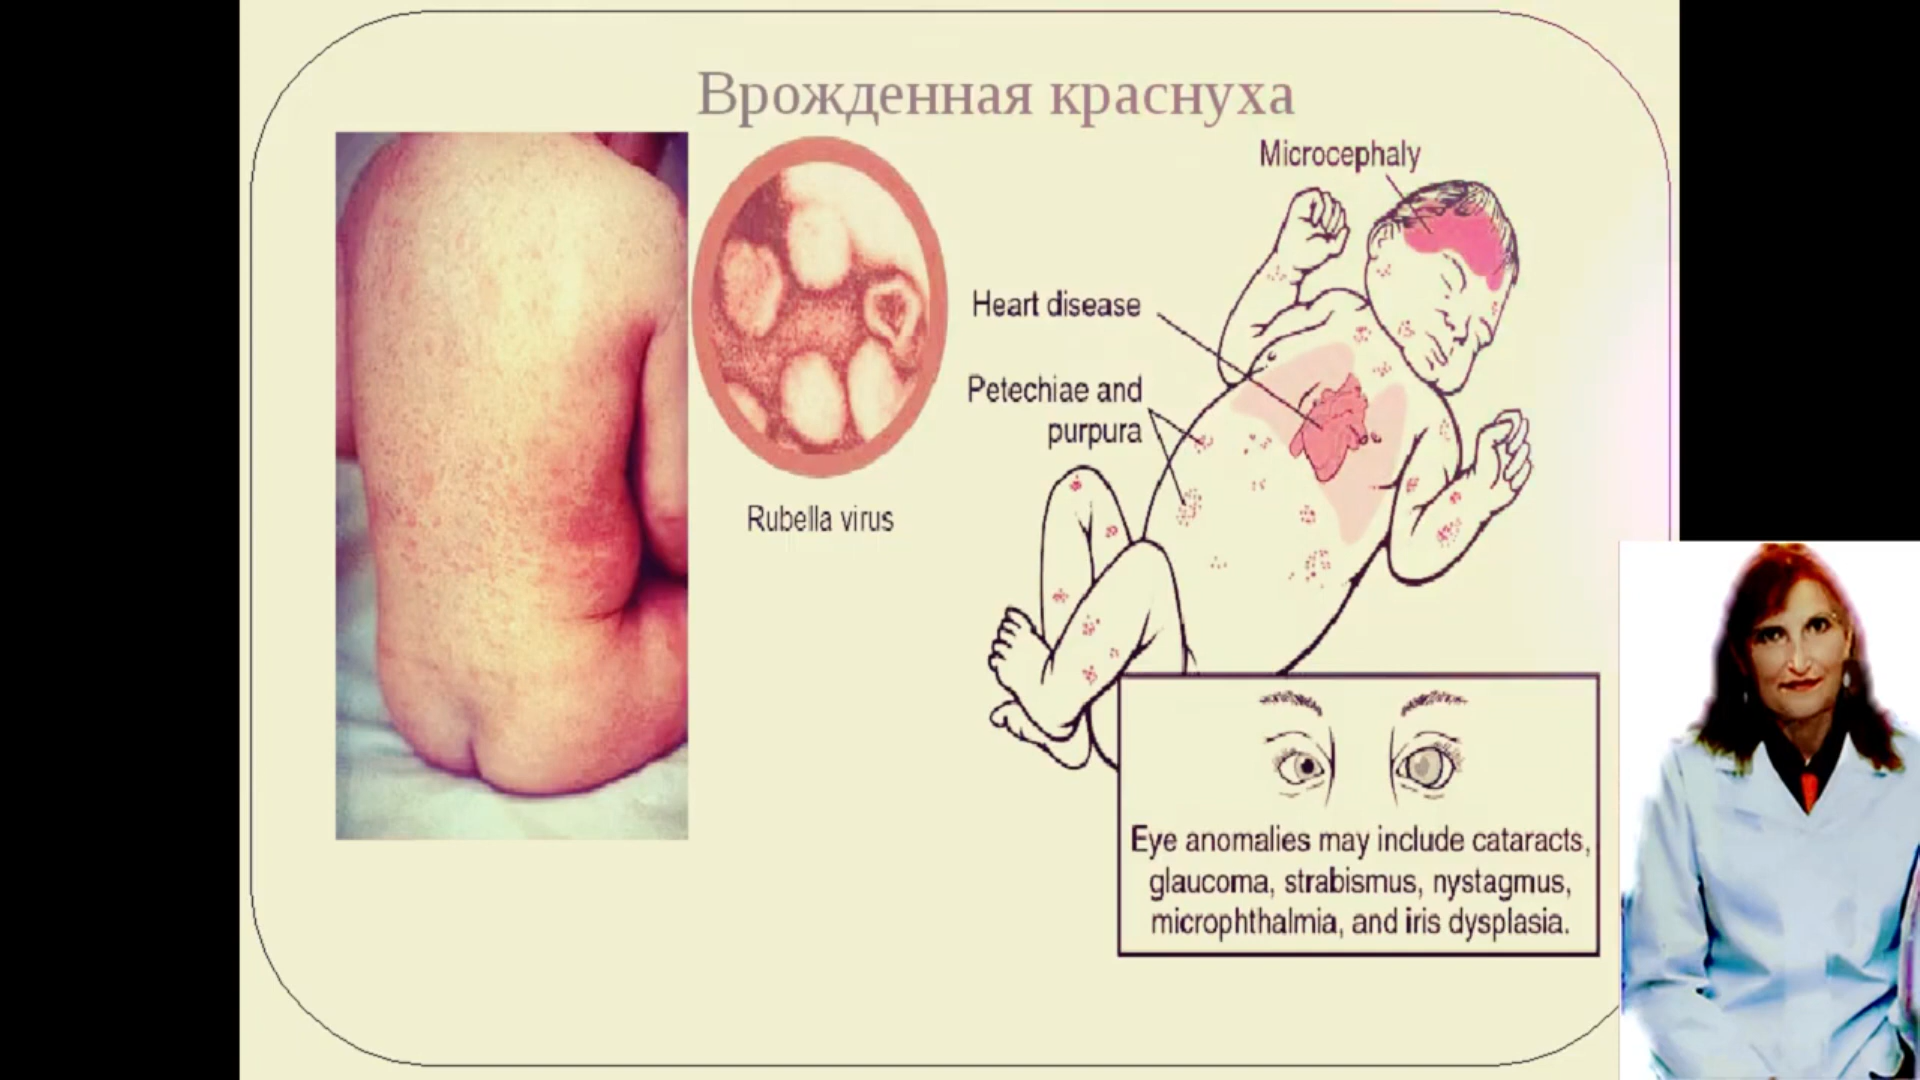 Врожденная краснуха
Microcephaly
Heart disease
Petechiae and
purpura
Rubella virus
Eye anomalies may include cataracts,
glaucoma, strabismus, nystagmus,
microphthalmia, and iris dysplasia.